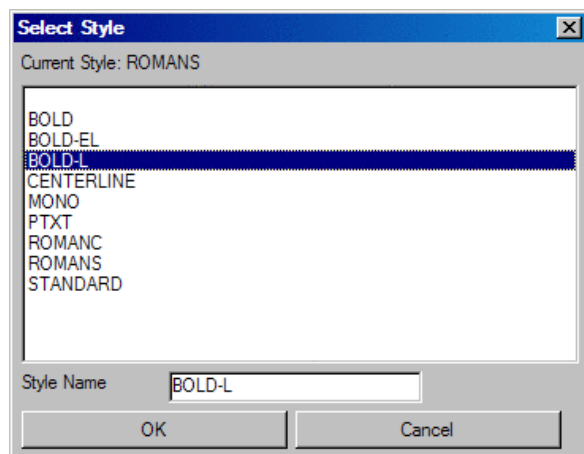 Select Style
Current Style: ROMANS
BOLD
BOLD-EL
BOLD-L
CENTERLINE
MONO
PTXT
ROMANC
ROMANS
STANDARD
Style Name BOLD-L
OK Cancel